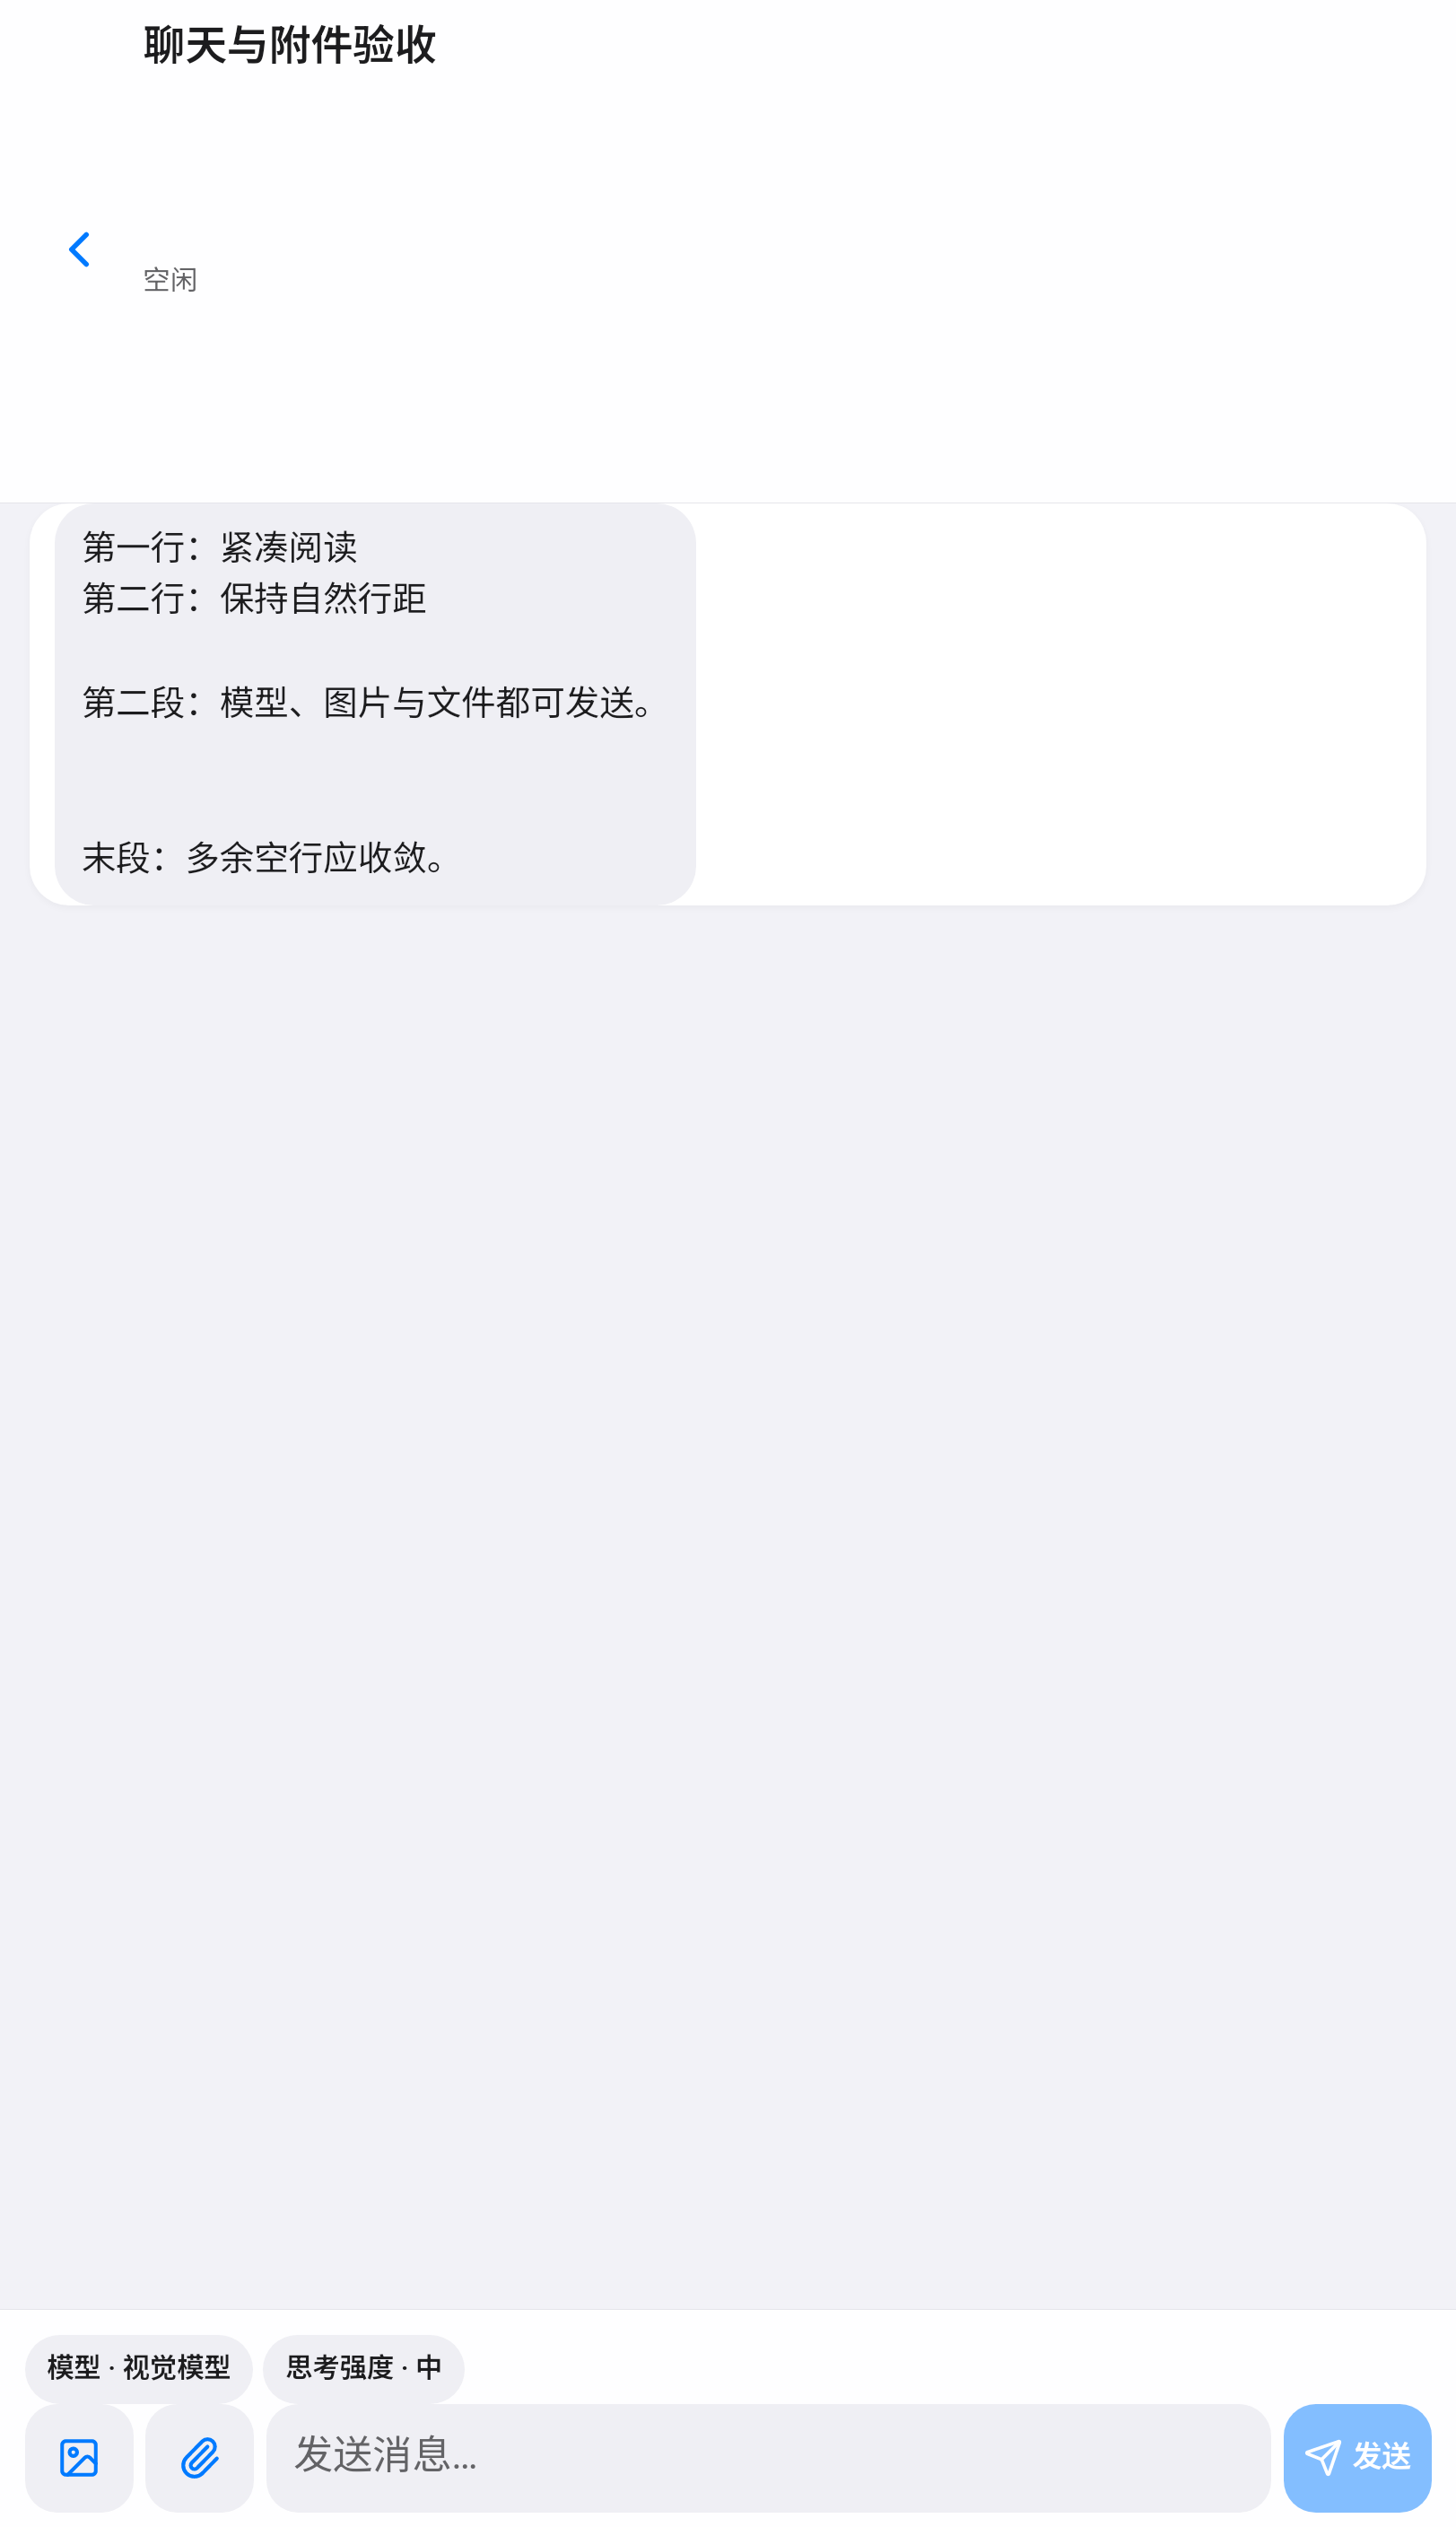 聊天与附件验收
空闲
第一行：紧凑阅读
第二行：保持自然行距
第二段：模型、图片与文件都可发送。
末段：多余空行应收敛。
模型 · 视觉模型
思考强度 · 中
发送消息...
发送